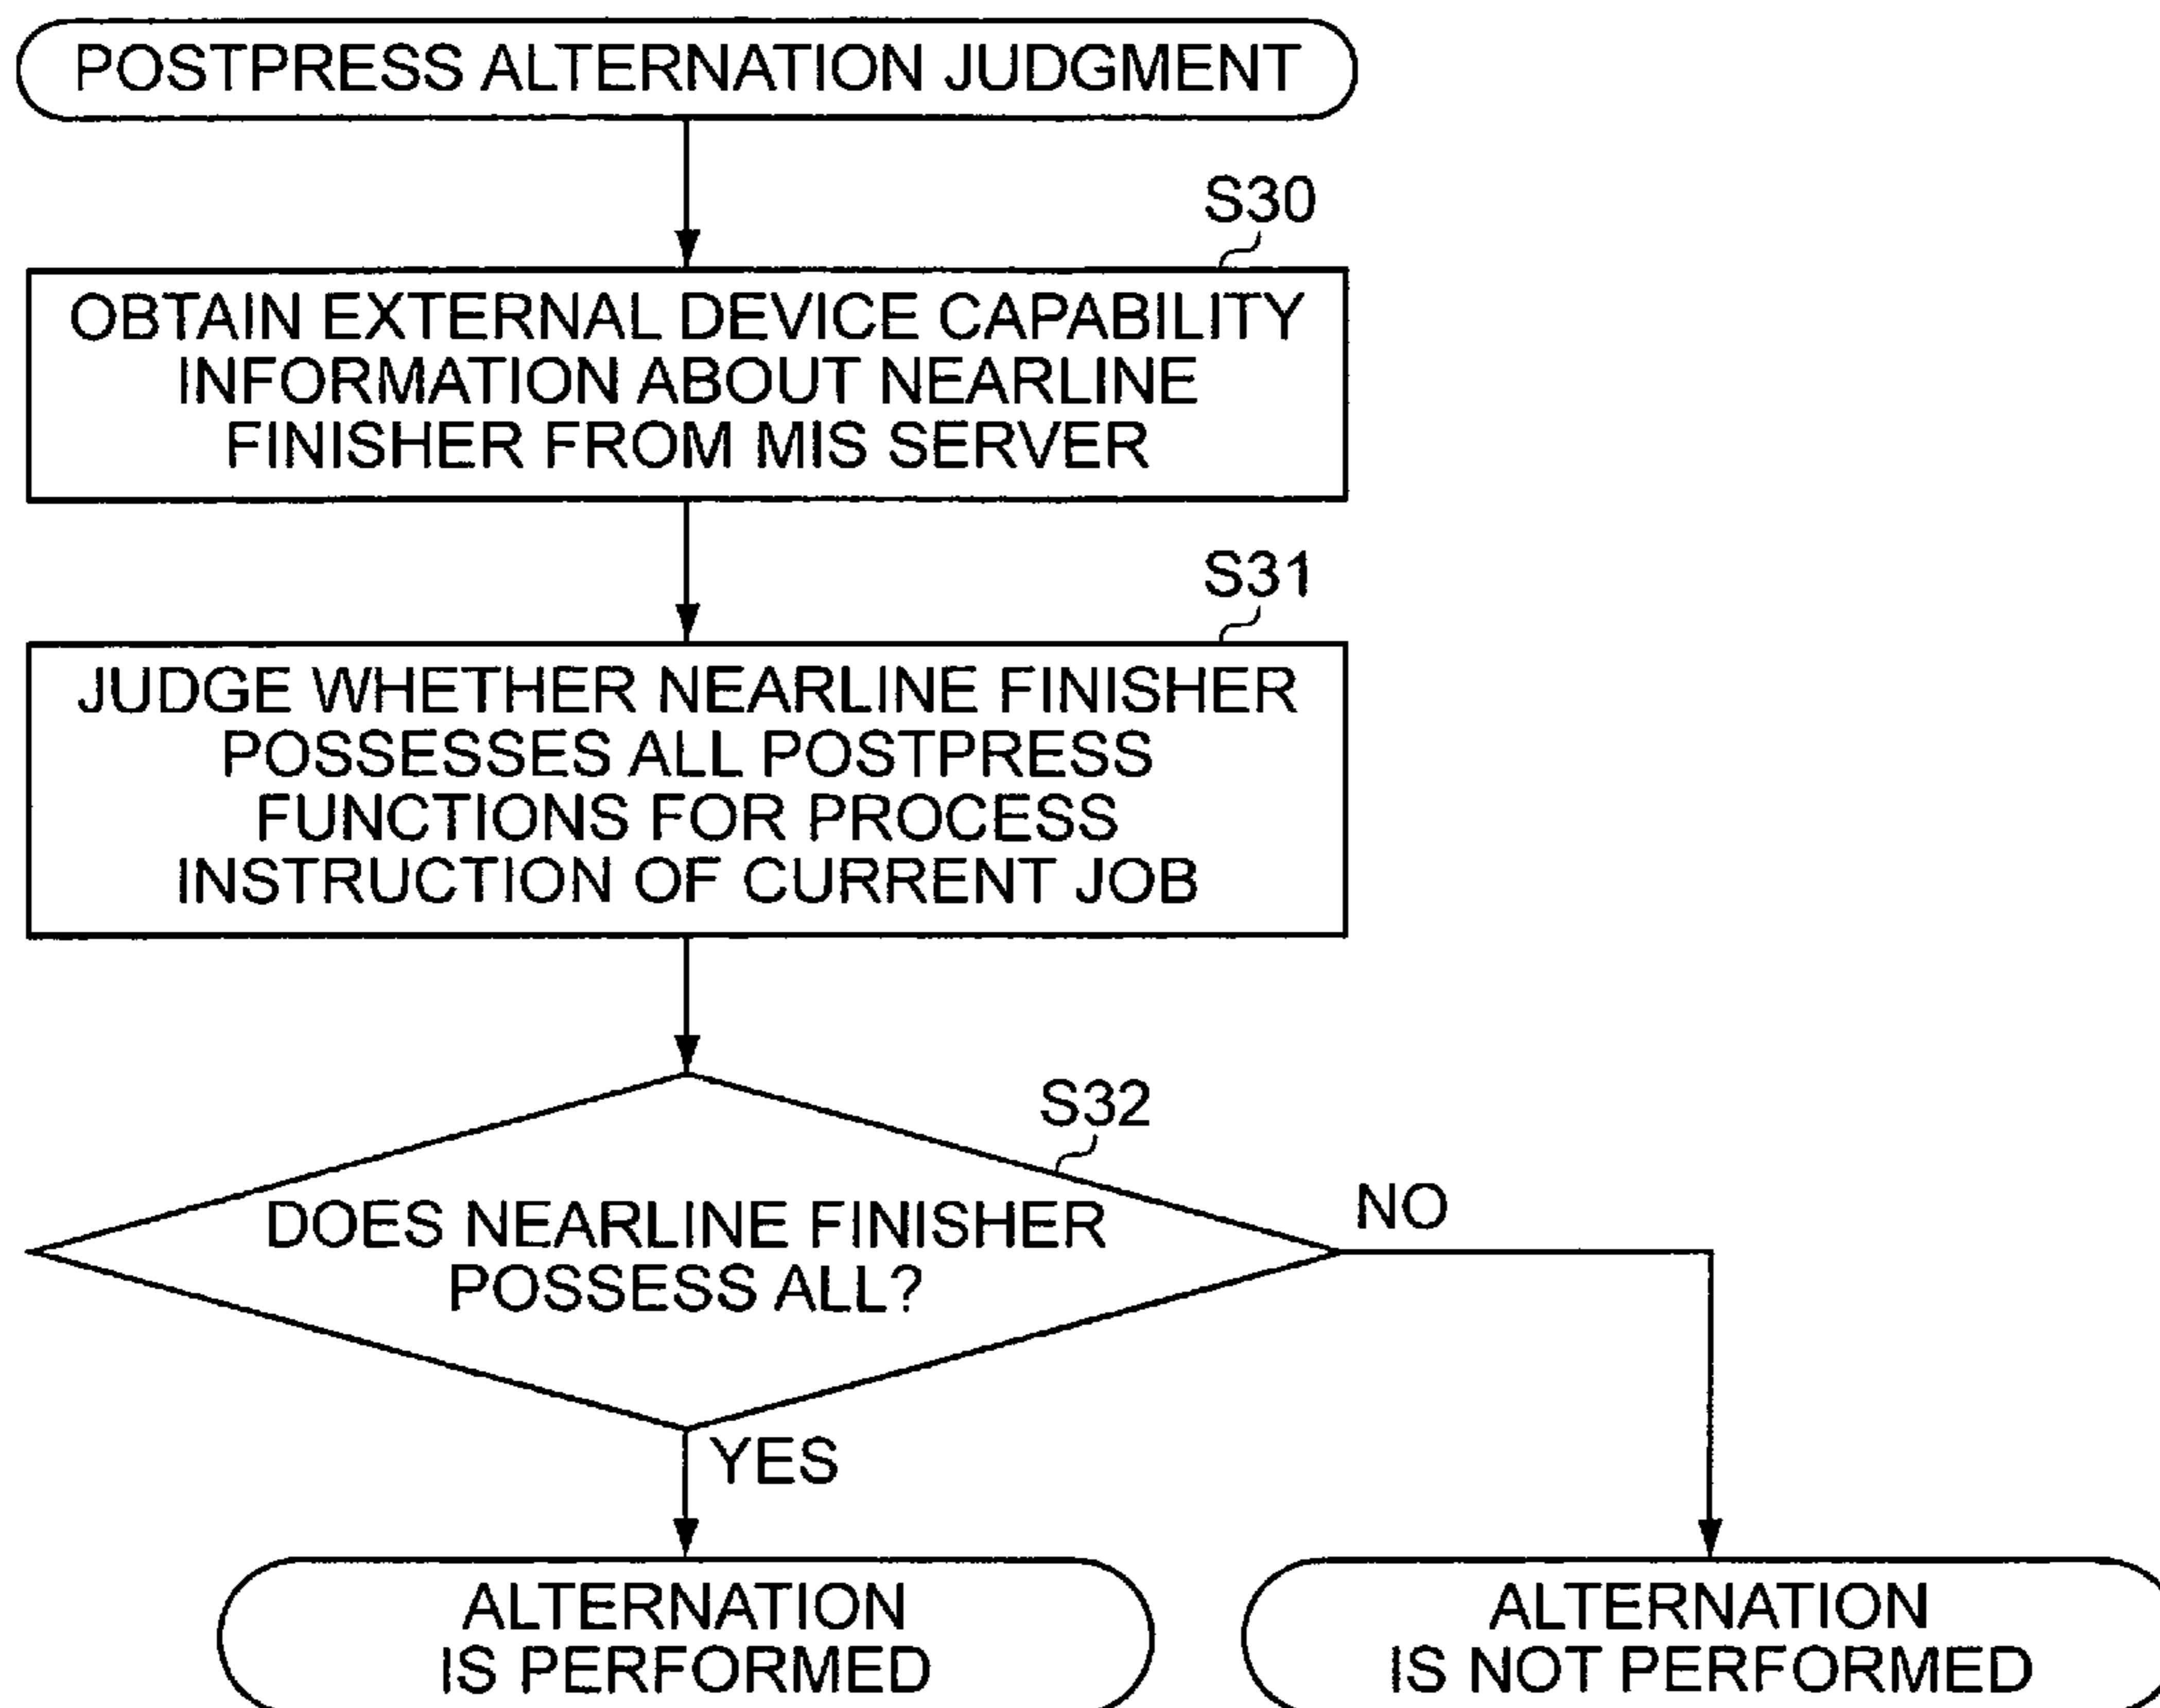 POSTPRESS ALTERNATION JUDGMENT
S30
OBTAIN EXTERNAL DEVICE CAPABILITY
INFORMATION ABOUT NEARLINE
FINISHER FROM MIS SERVER
S31
JUDGE WHETHER NEARLINE FINISHER
POSSESSES ALL POSTPRESS
FUNCTIONS FOR PROCESS
INSTRUCTION OF CURRENT JOB
S32
DOES NEARLINE FINISHER
POSSESS ALL?
NO
YES
ALTERNATION
IS PERFORMED
ALTERNATION
IS NOT PERFORMED